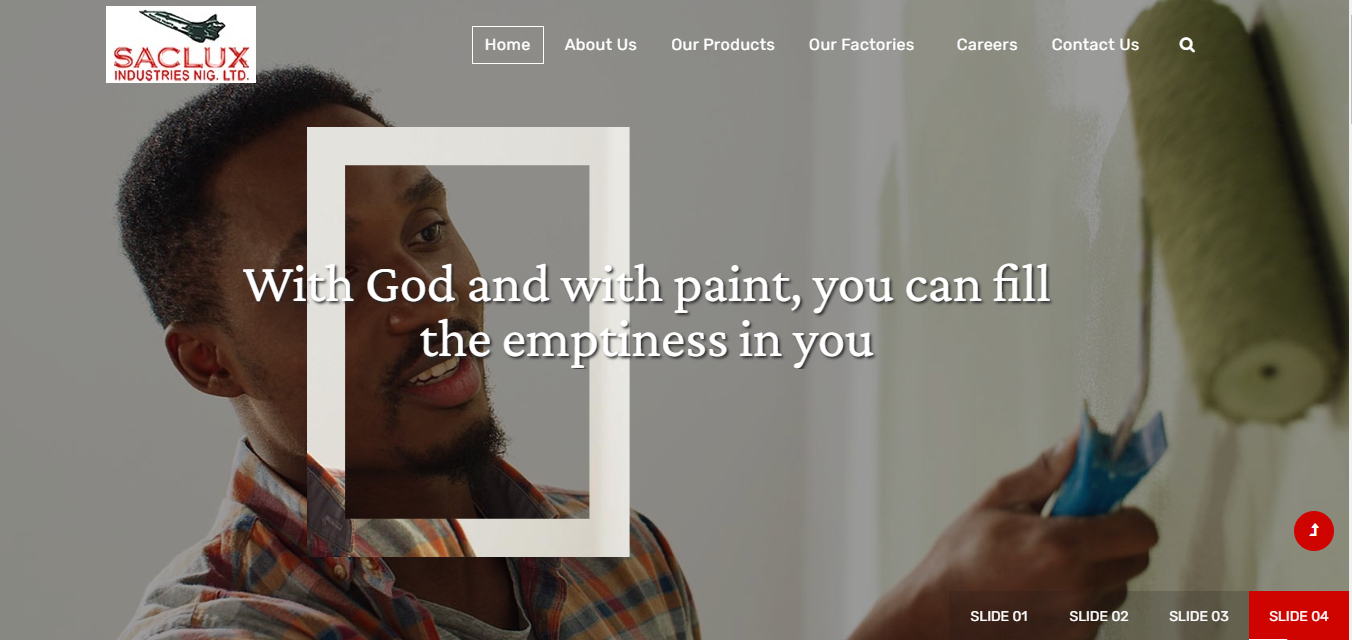 SACLUX
INDUSTRIES NIG. LTD.
Home About Us Our Products Our Factories Careers Contact Us
With God and with paint, you can fill
the emptiness in you
SLIDE 01 SLIDE 02 SLIDE 03 SLIDE 04